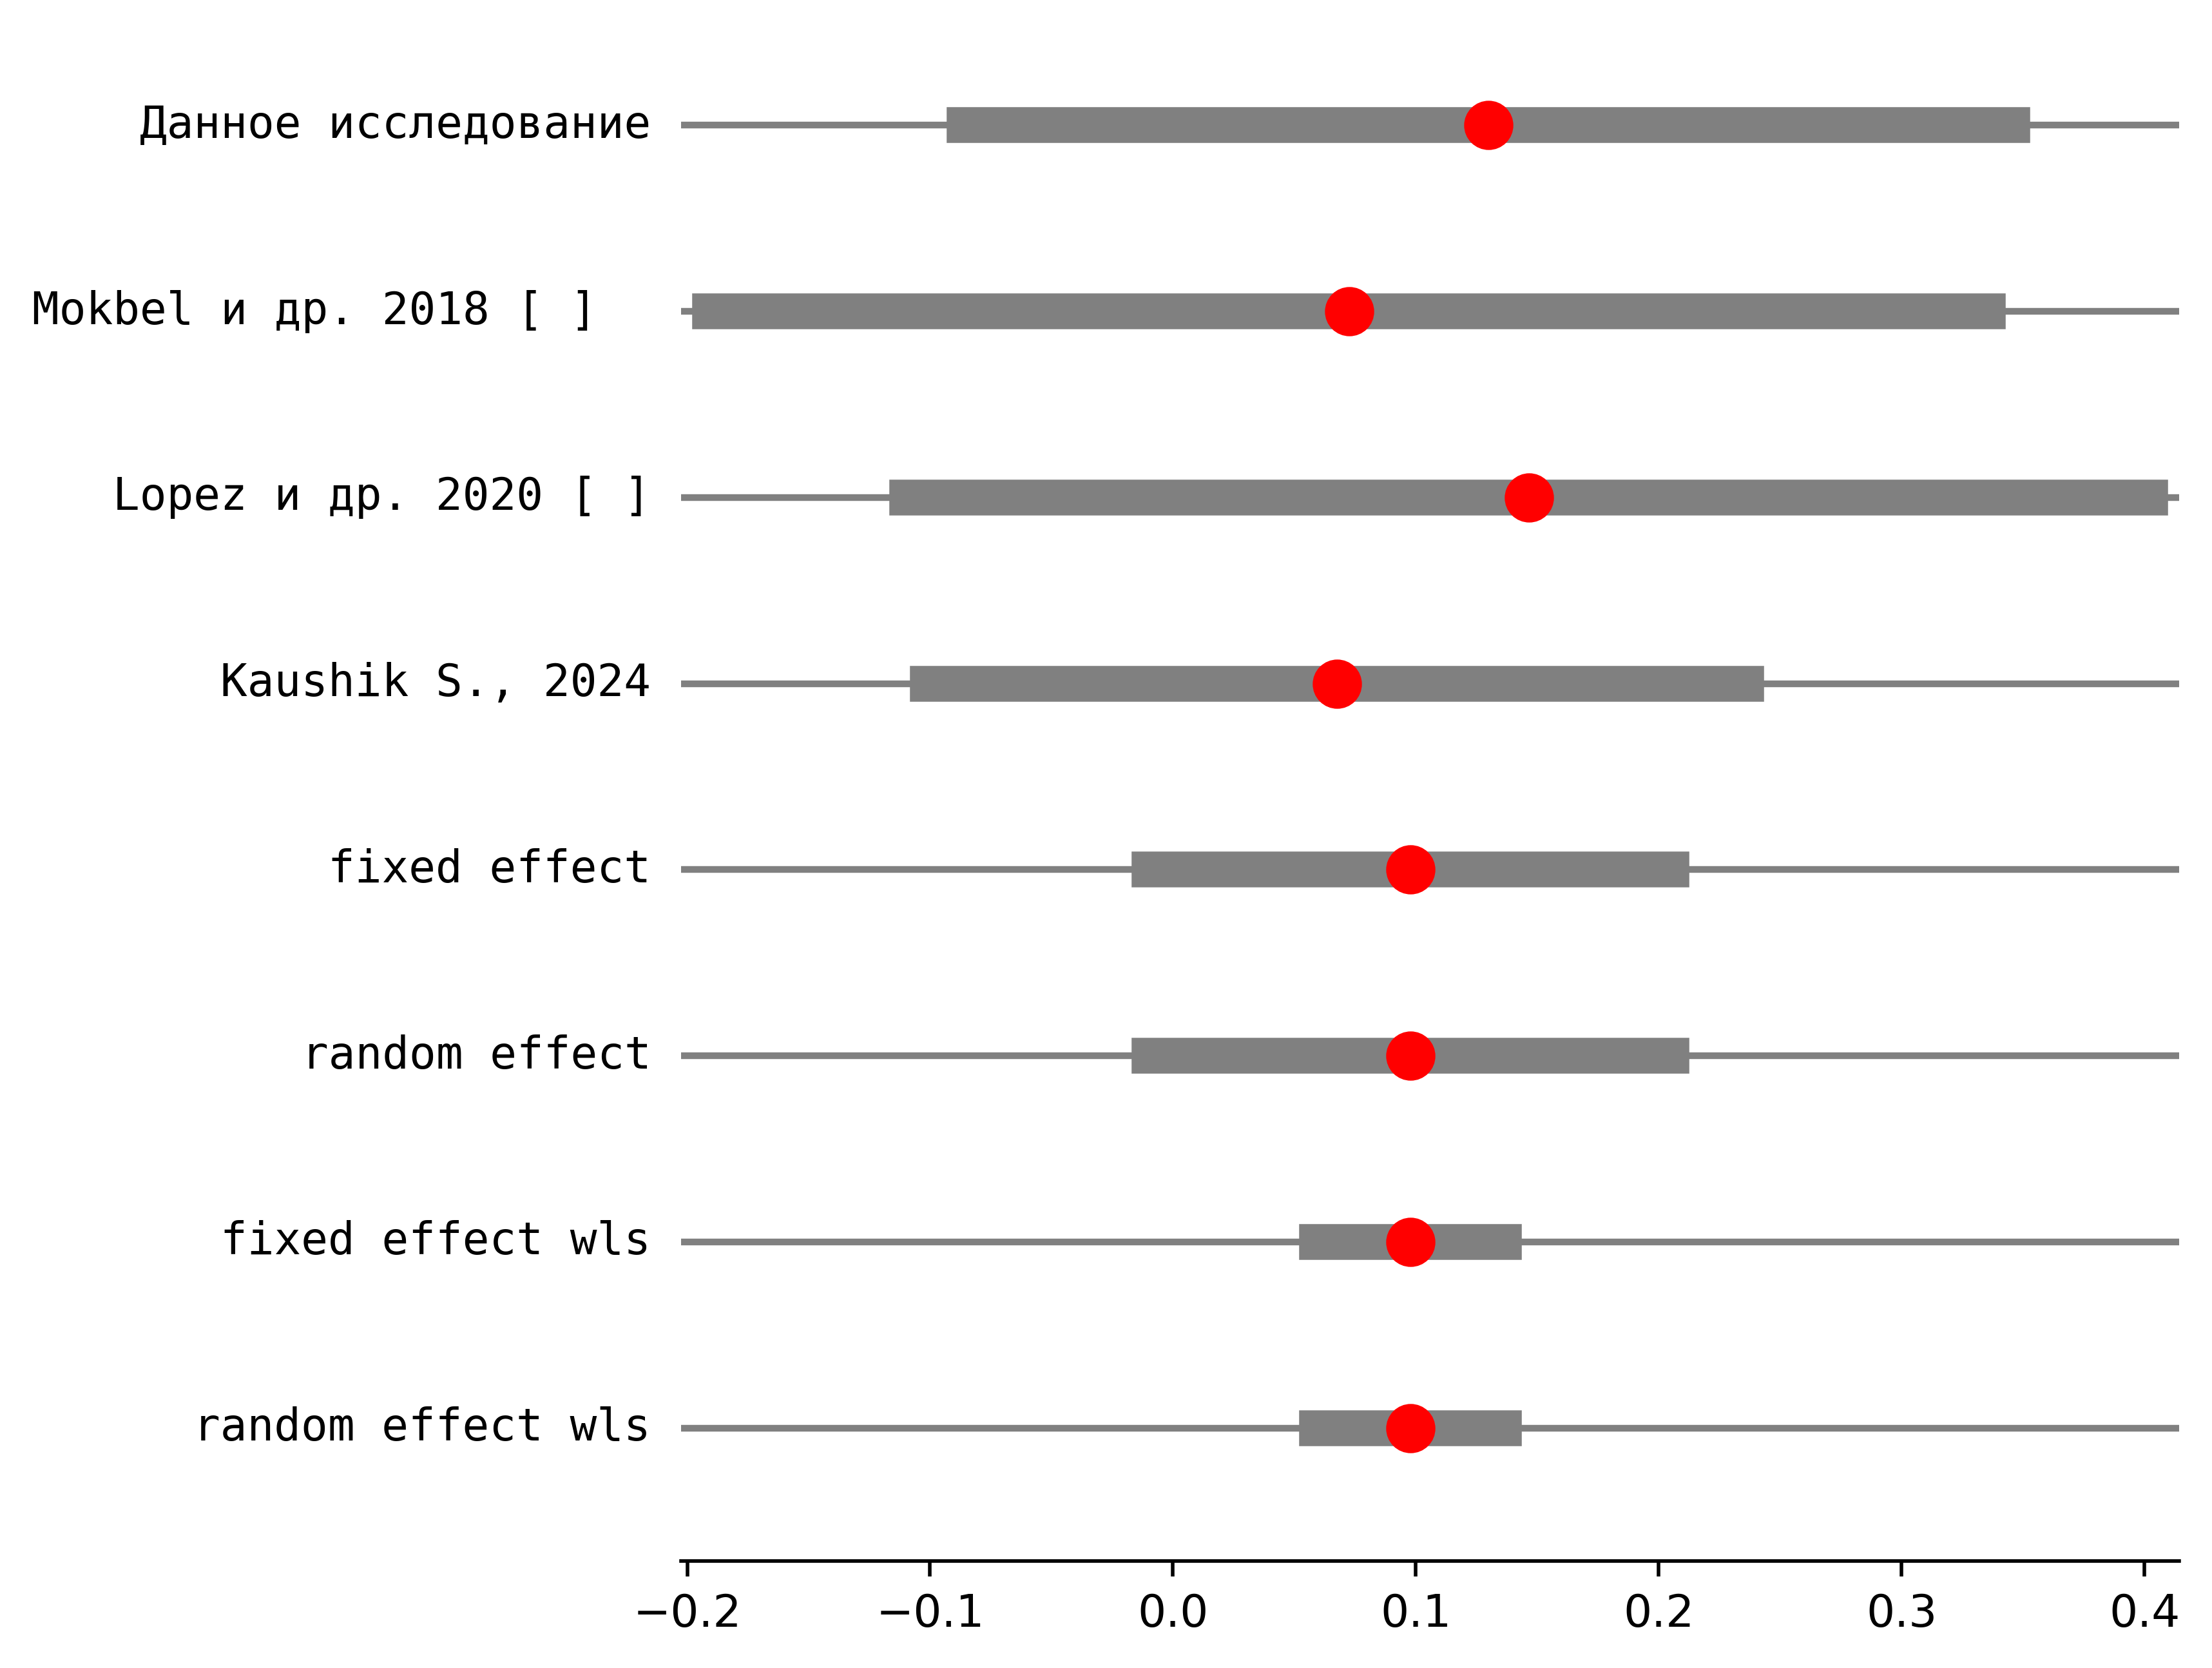 Данное исследование
Mokbel и др. 2018 [ ]
Lopez и др. 2020 [ ]
Kaushik S., 2024
fixed effect
random effect
fixed effect wls
random effect wls
−0.2 −0.1 0.0 0.1 0.2 0.3 0.4